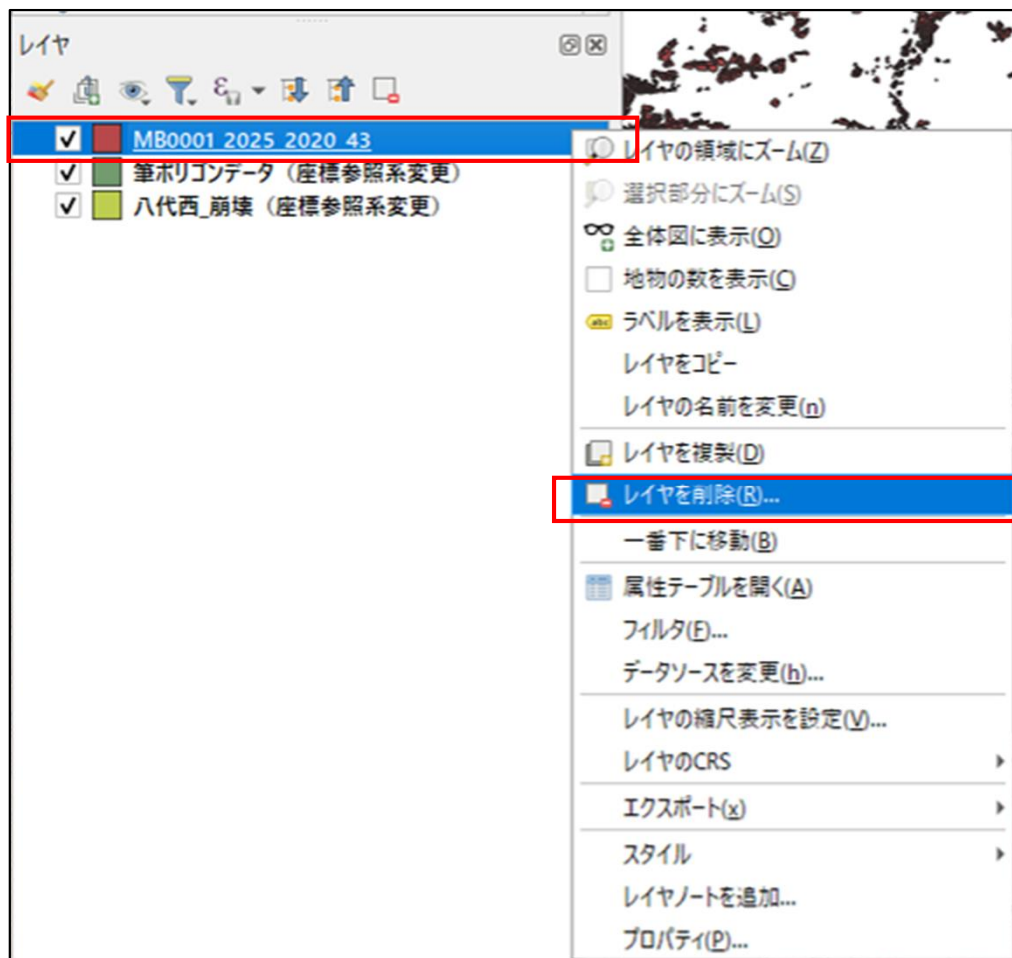 レイヤ
MB0001_2025_2020_43
筆ポリゴンデータ（座標参照系変更）
八代西_崩壊（座標参照系変更）
レイヤの領域にズーム(Z)
選択部分にズーム(S)
全体図に表示(O)
地物の数を表示(C)
abc ラベルを表示(L)
レイヤをコピー
レイヤの名前を変更(n)
レイヤを複製(D)
レイヤを削除(R)...
一番下に移動(B)
属性テーブルを開く(A)
フィルタ(F)...
データソースを変更(h)...
レイヤの縮尺表示を設定(V)...
レイヤのCRS
エクスポート(x)
スタイル
レイヤノートを追加...
プロパティ(P)...